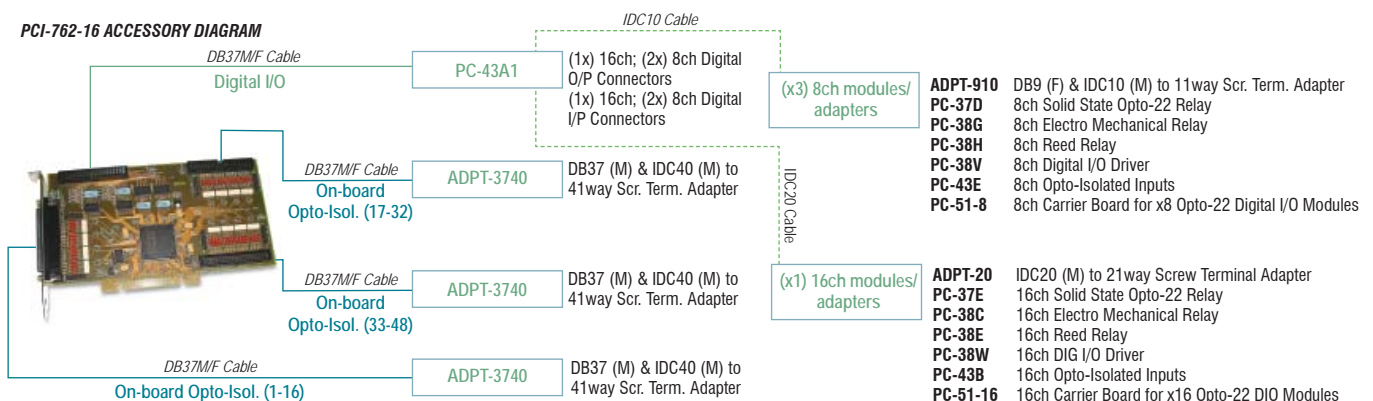 PCI-762-16 ACCESSORY DIAGRAM
IDC10 Cable
DB37M/F Cable
Digital I/O
PC-43A1
(1x) 16ch; (2x) 8ch Digital
O/P Connectors
(1x) 16ch; (2x) 8ch Digital
I/P Connectors
(x3) 8ch modules/
adapters
ADPT-910 DB9 (F) & IDC10 (M) to 11way Scr. Term. Adapter
PC-37D 8ch Solid State Opto-22 Relay
PC-38G 8ch Electro Mechanical Relay
PC-38H 8ch Reed Relay
PC-38V 8ch Digital I/O Driver
PC-43E 8ch Opto-Isolated Inputs
PC-51-8 8ch Carrier Board for x8 Opto-22 Digital I/O Modules
DB37M/F Cable
On-board
Opto-Isol. (17-32)
ADPT-3740
DB37 (M) & IDC40 (M) to
41way Scr. Term. Adapter
IDC20 Cable
DB37M/F Cable
On-board
Opto-Isol. (33-48)
ADPT-3740
DB37 (M) & IDC40 (M) to
41way Scr. Term. Adapter
(x1) 16ch modules/
adapters
ADPT-20 IDC20 (M) to 21way Screw Terminal Adapter
PC-37E 16ch Solid State Opto-22 Relay
PC-38C 16ch Electro Mechanical Relay
PC-38E 16ch Reed Relay
PC-38W 16ch DIG I/O Driver
PC-43B 16ch Opto-Isolated Inputs
PC-51-16 16ch Carrier Board for x16 Opto-22 DIO Modules
DB37M/F Cable
On-board Opto-Isol. (1-16)
ADPT-3740
DB37 (M) & IDC40 (M) to
41way Scr. Term. Adapter